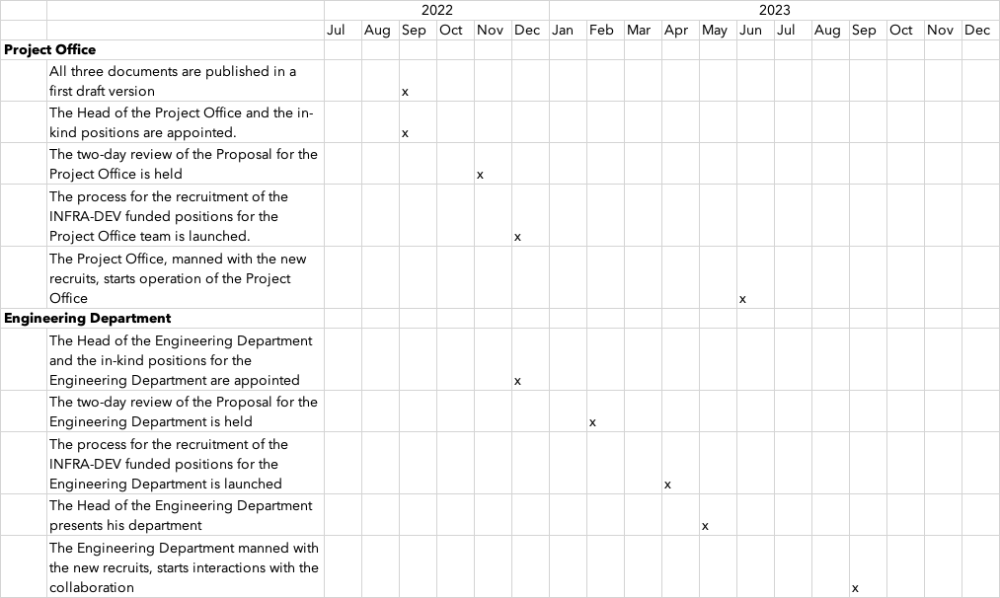 2022 2023
Jul Aug Sep Oct Nov Dec Jan Feb Mar Apr May Jun Jul Aug Sep Oct Nov Dec
Project Office
All three documents are published in a
first draft version x
The Head of the Project Office and the in-
kind positions are appointed. x
The two-day review of the Proposal for the
Project Office is held x
The process for the recruitment of the
INFRA-DEV funded positions for the
Project Office team is launched. x
The Project Office, manned with the new
recruits, starts operation of the Project
Office x
Engineering Department
The Head of the Engineering Department
and the in-kind positions for the
Engineering Department are appointed x
The two-day review of the Proposal for the
Engineering Department is held x
The process for the recruitment of the
INFRA-DEV funded positions for the
Engineering Department is launched x
The Head of the Engineering Department
presents his department x
The Engineering Department manned with
the new recruits, starts interactions with the
collaboration x